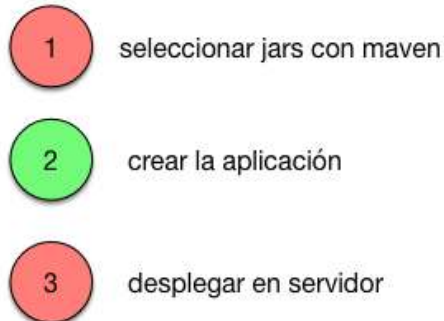 1 seleccionar jars con maven
2 crear la aplicación
3 desplegar en servidor